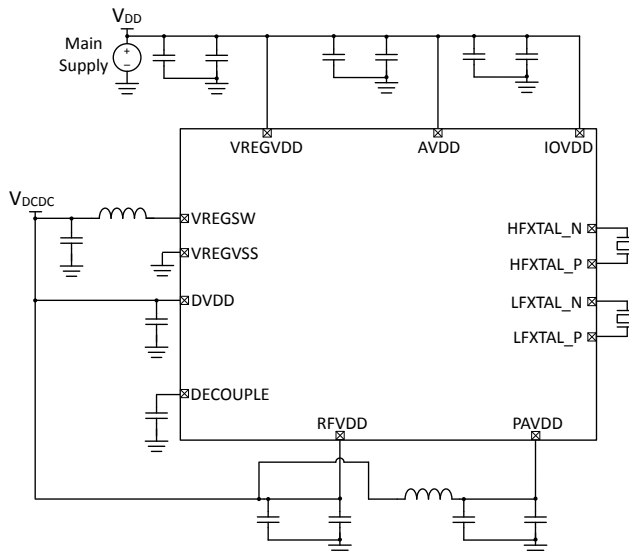 VDD
Main
Supply
+
–
VREGVDD
AVDD
IOVDD
VDCDC
VREGSW
HFXTAL_N
VREGVSS
HFXTAL_P
DVDD
LFXTAL_N
LFXTAL_P
DECOUPLE
RFVDD
PAVDD